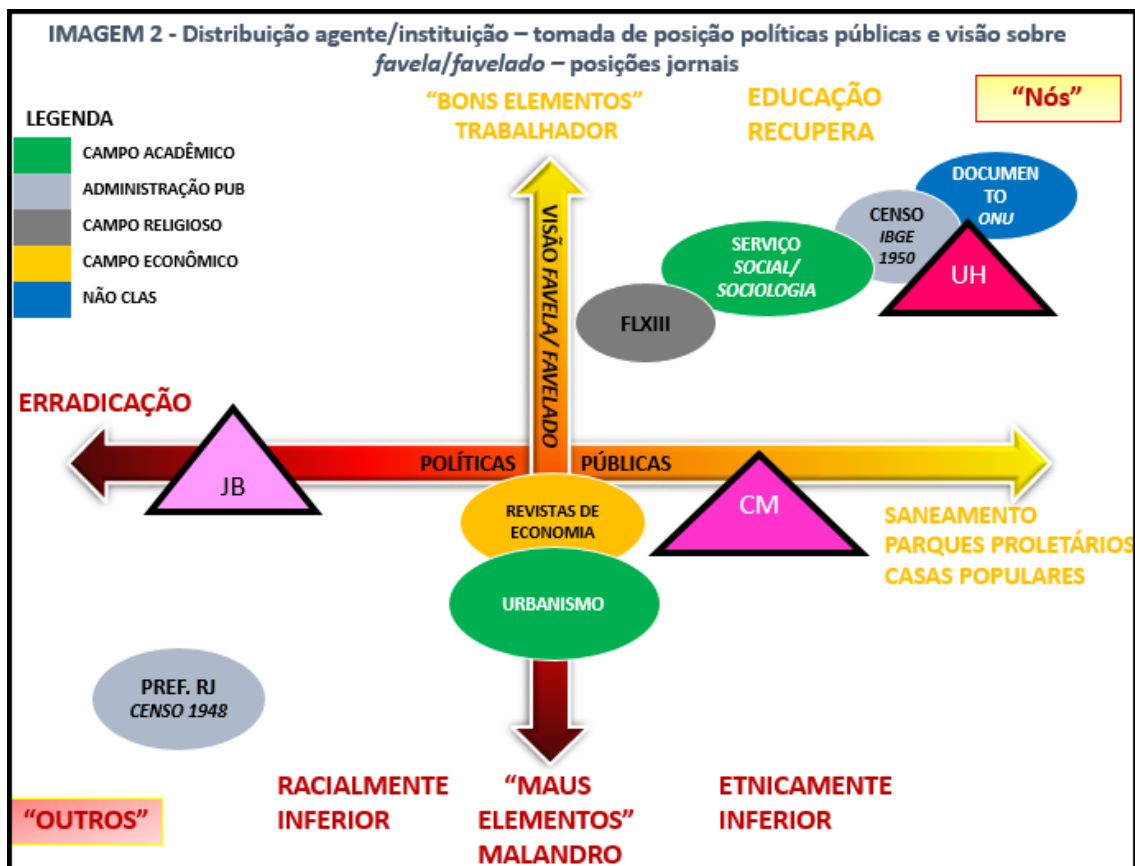 IMAGEM 2 - Distribuição agente/instituição – tomada de posição políticas públicas e visão sobre
favela/favelado – posições jornais
“BONS ELEMENTOS”
TRABALHADOR
EDUCAÇÃO
RECUPERA
“Nós”
LEGENDA
CAMPO ACADÊMICO
ADMINISTRAÇÃO PUB
CAMPO RELIGIOSO
CAMPO ECONÔMICO
NÃO CLAS
VISÃO FAVELA/ FAVELADO
DOCUMEN
TO
ONU
CENSO
IBGE
1950
UH
SERVIÇO
SOCIAL/
SOCIOLOGIA
FLXIII
ERRADICAÇÃO
POLÍTICAS
PÚBLICAS
JB
CM
REVISTAS DE
ECONOMIA
SANEAMENTO
PARQUES PROLETÁRIOS
CASAS POPULARES
URBANISMO
PREF. RJ
CENSO 1948
RACIALMENTE
INFERIOR
“MAUS
ELEMENTOS”
MALANDRO
ETNICAMENTE
INFERIOR
“OUTROS”